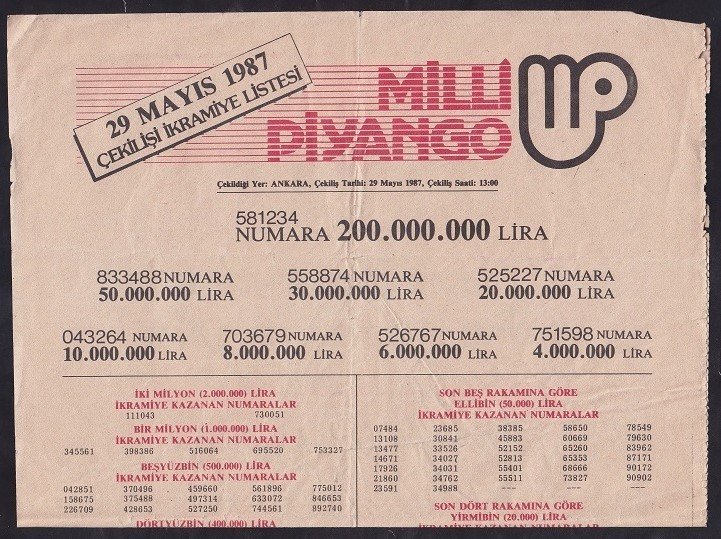 29 MAYIS 1987
ÇEKİLİŞİ İKRAMİYE LİSTESİ
MİLLİ
PİYANGO
mp
Çekildiği Yer: ANKARA, Çekiliş Tarihi: 29 Mayıs 1987, Çekiliş Saati: 13:00
581234
NUMARA 200.000.000 LİRA
833488 NUMARA 558874 NUMARA 525227 NUMARA
50.000.000 LİRA 30.000.000 LİRA 20.000.000 LİRA
043264 NUMARA 703679 NUMARA 526767 NUMARA 751598 NUMARA
10.000.000 LİRA 8.000.000 LİRA 6.000.000 LİRA 4.000.000 LİRA
İKİ MİLYON (2.000.000) LİRA
İKRAMİYE KAZANAN NUMARALAR
111043 730051
BİR MİLYON (1.000.000) LİRA
İKRAMİYE KAZANAN NUMARALAR
345561 398386 516064 695520 753327
BEŞYÜZBİN (500.000) LİRA
İKRAMİYE KAZANAN NUMARALAR
042851 370496 459660 561896 775012
158675 375488 497314 633072 846653
226709 428653 527250 744561 892740
DÖRTYÜZBİN (400.000) LİRA
SON BEŞ RAKAMINA GÖRE
ELLİBİN (50.000) LİRA
İKRAMİYE KAZANAN NUMARALAR
07484 23685 38385 58650 78549
13108 30841 45883 60669 79630
13477 33526 52152 65260 83962
14671 34027 52813 65353 87171
17926 34031 55401 68666 90172
21860 34762 55511 73827 90902
23591 34988 --- --- ---
SON DÖRT RAKAMINA GÖRE
YİRMİBİN (20.000) LİRA
İKRAMİYE KAZANAN NUMARALAR